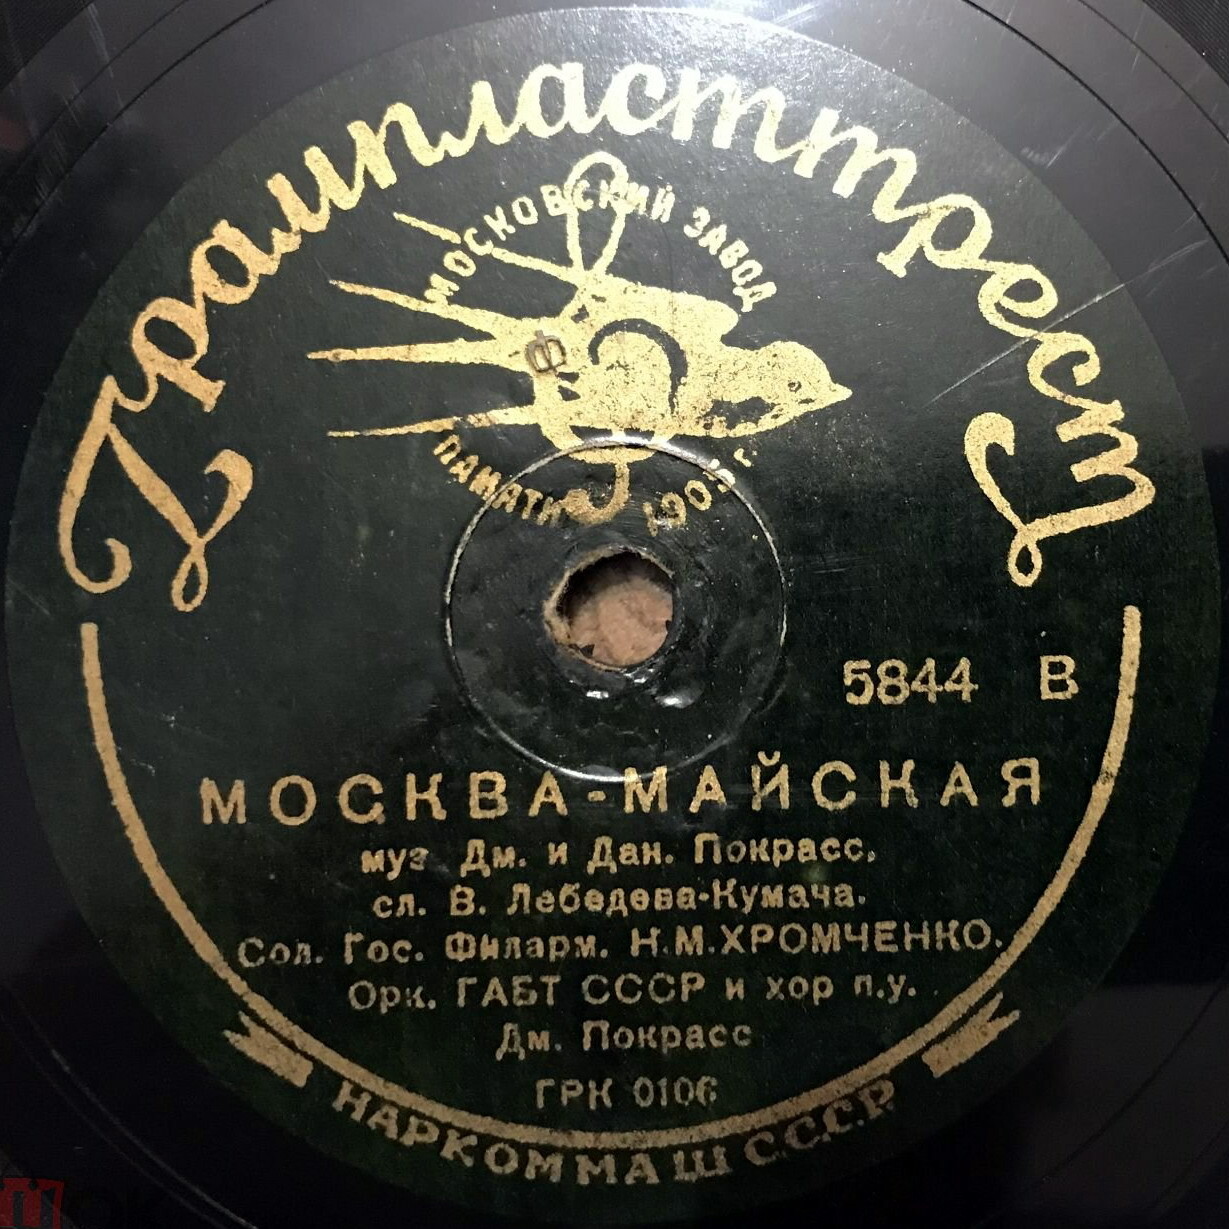 Грампласттрест
МОСКОВСКИЙ ЗАВОД
Ф
ПАМЯТИ 1905 г.
5844 В
МОСКВА-МАЙСКАЯ
муз Дм. и Дан. Покрасс.
сл. В. Лебедева-Кумача.
Сол. Гос. Филарм. Н.М.ХРОМЧЕНКО.
Орк. ГАБТ СССР и хор п.у.
Дм. Покрасс
ГРК 0106
НАРКОММАШ С.С.С.Р.